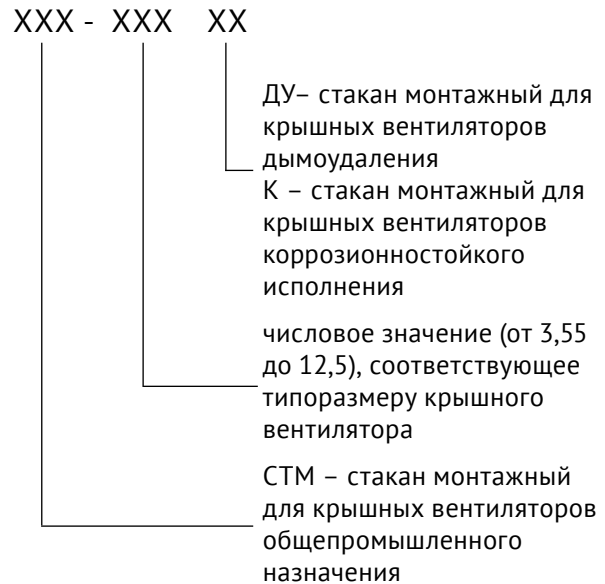 XXX - XXX XX
ДУ– стакан монтажный для
крышных вентиляторов
дымоудаления
К – стакан монтажный для
крышных вентиляторов
коррозионностойкого
исполнения
числовое значение (от 3,55
до 12,5), соответствующее
типоразмеру крышного
вентилятора
СТМ – стакан монтажный
для крышных вентиляторов
общепромышленного
назначения